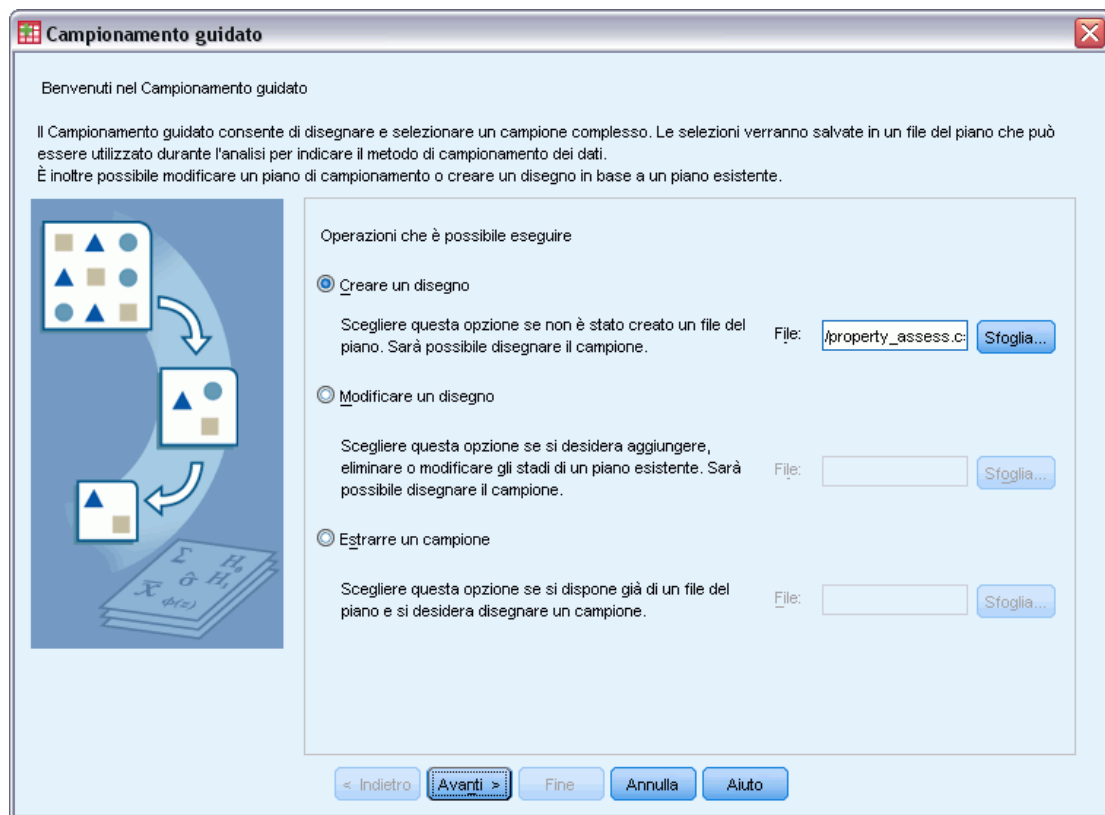 Campionamento guidato
Benvenuti nel Campionamento guidato
Il Campionamento guidato consente di disegnare e selezionare un campione complesso. Le selezioni verranno salvate in un file del piano che può
essere utilizzato durante l'analisi per indicare il metodo di campionamento dei dati.
È inoltre possibile modificare un piano di campionamento o creare un disegno in base a un piano esistente.
Operazioni che è possibile eseguire
Creare un disegno
Scegliere questa opzione se non è stato creato un file del
piano. Sarà possibile disegnare il campione.
File: /property_assess.c Sfoglia...
Modificare un disegno
Scegliere questa opzione se si desidera aggiungere,
eliminare o modificare gli stadi di un piano esistente. Sarà
possibile disegnare il campione.
File: Sfoglia...
Estrarre un campione
Scegliere questa opzione se si dispone già di un file del
piano e si desidera disegnare un campione.
File: Sfoglia...
Σ H₀
x̄ σ̂ H₁
φ(z)
< Indietro Avanti > Fine Annulla Aiuto